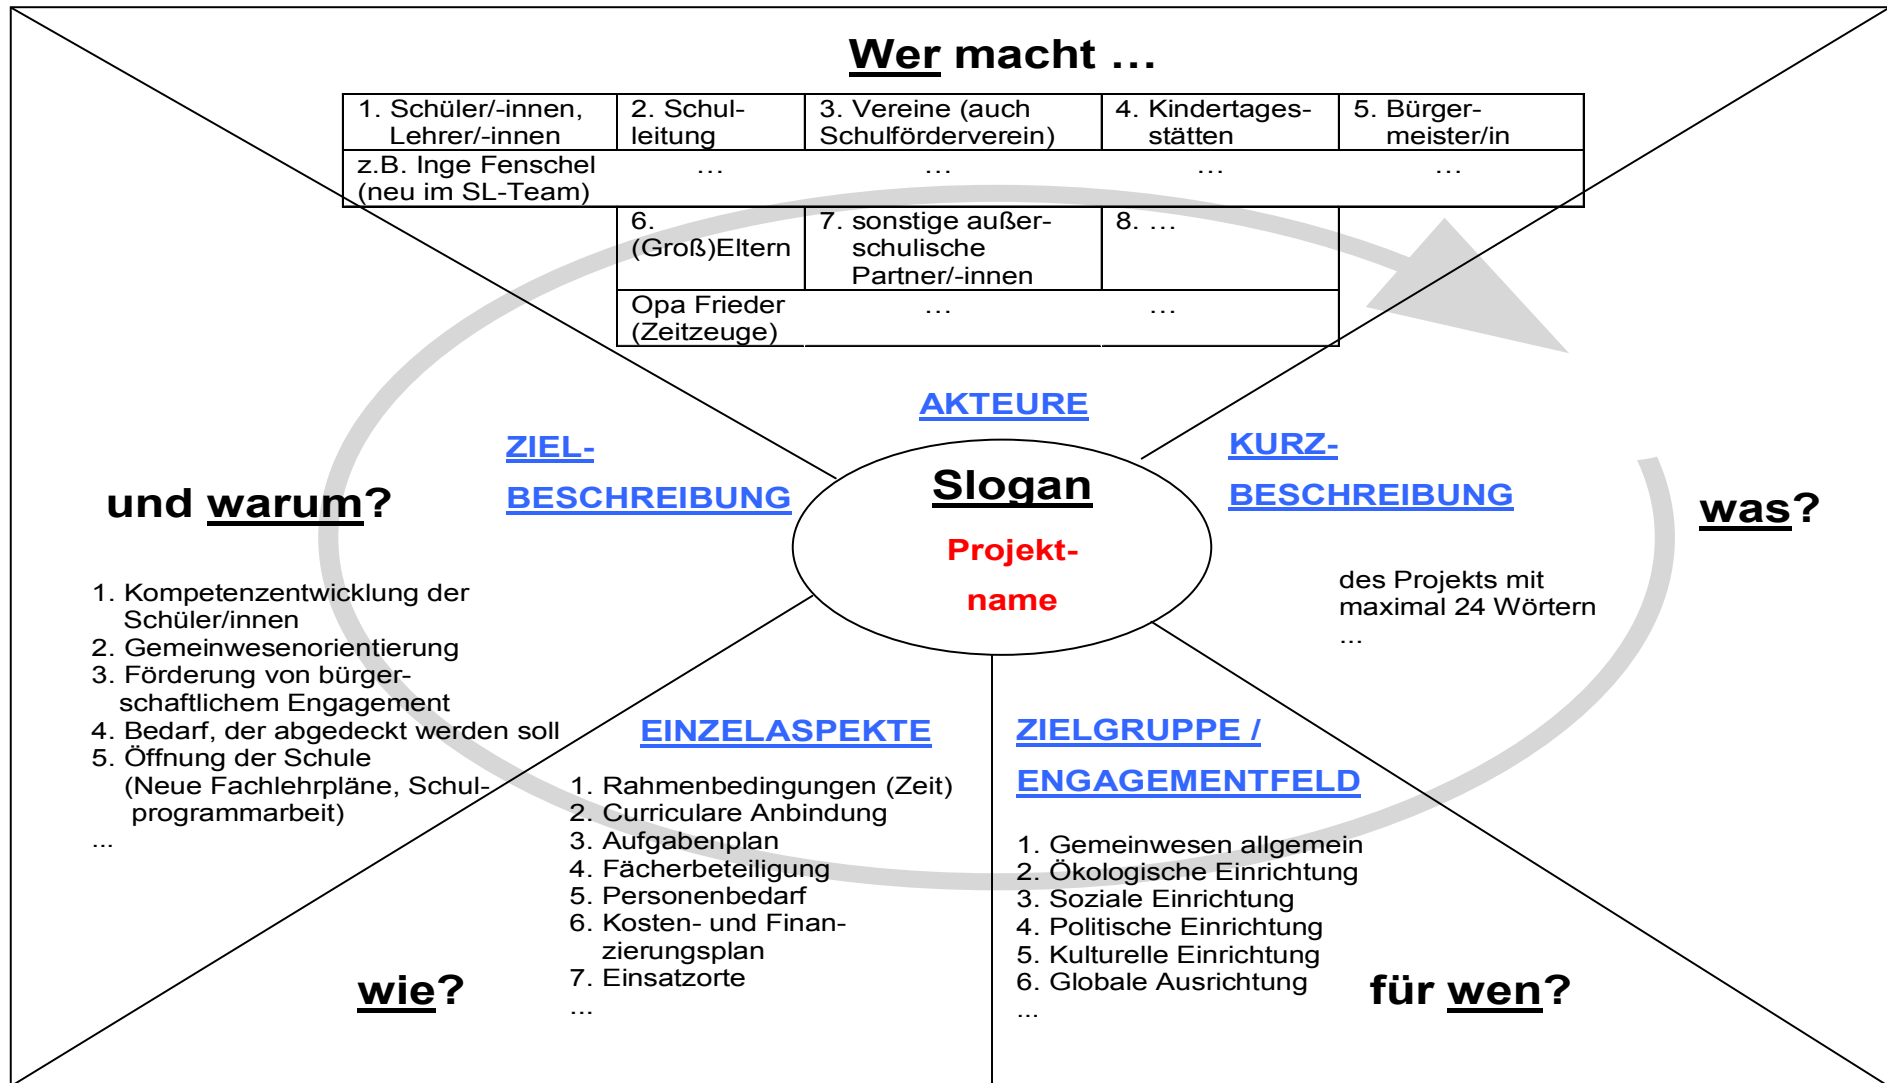 Wer macht …
1. Schüler/-innen, Lehrer/-innen
2. Schul-
leitung
3. Vereine (auch
Schulförderverein)
4. Kindertages-
stätten
5. Bürger-
meister/in
z.B. Inge Fenschel
(neu im SL-Team)
…
…
…
…
6.
(Groß)Eltern
7. sonstige außer-
schulische
Partner/-innen
8. …
Opa Frieder
(Zeitzeuge)
…
…
AKTEURE
KURZ-
BESCHREIBUNG
was?
des Projekts mit
maximal 24 Wörtern
...
ZIELGRUPPE /
ENGAGEMENTFELD
1. Gemeinwesen allgemein
2. Ökologische Einrichtung
3. Soziale Einrichtung
4. Politische Einrichtung
5. Kulturelle Einrichtung
6. Globale Ausrichtung
...
für wen?
EINZELASPEKTE
1. Rahmenbedingungen (Zeit)
2. Curriculare Anbindung
3. Aufgabenplan
4. Fächerbeteiligung
5. Personenbedarf
6. Kosten- und Finan-
zierungsplan
7. Einsatzorte
...
wie?
ZIEL-
BESCHREIBUNG
und warum?
1. Kompetenzentwicklung der
Schüler/innen
2. Gemeinwesenorientierung
3. Förderung von bürger-
schaftlichem Engagement
4. Bedarf, der abgedeckt werden soll
5. Öffnung der Schule
(Neue Fachlehrpläne, Schul-
programmarbeit)
...
Slogan
Projekt-
name